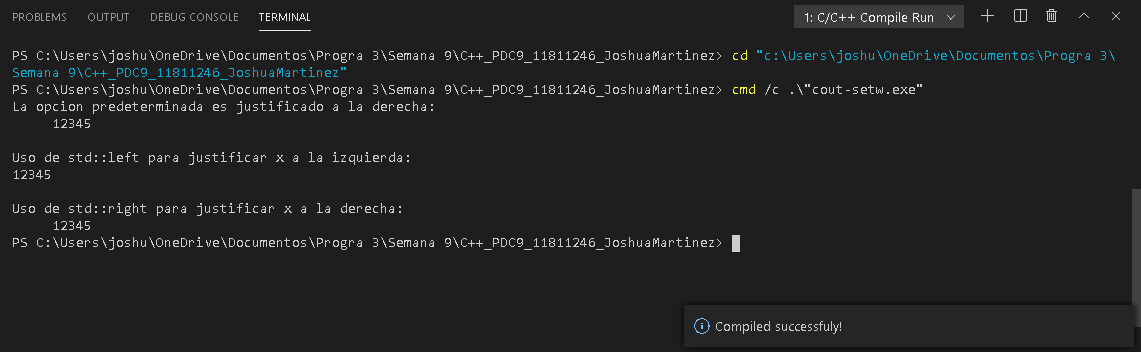 PROBLEMS OUTPUT DEBUG CONSOLE TERMINAL 1: C/C++ Compile Run
PS C:\Users\joshu\OneDrive\Documentos\Progra 3\Semana 9\C++_PDC9_11811246_JoshuaMartinez> cd "c:\Users\joshu\OneDrive\Documentos\Progra 3\
Semana 9\C++_PDC9_11811246_JoshuaMartinez"
PS C:\Users\joshu\OneDrive\Documentos\Progra 3\Semana 9\C++_PDC9_11811246_JoshuaMartinez> cmd /c .\"cout-setw.exe"
La opcion predeterminada es justificado a la derecha:
     12345
Uso de std::left para justificar x a la izquierda:
12345
Uso de std::right para justificar x a la derecha:
     12345
PS C:\Users\joshu\OneDrive\Documentos\Progra 3\Semana 9\C++_PDC9_11811246_JoshuaMartinez>
Compiled successfuly!